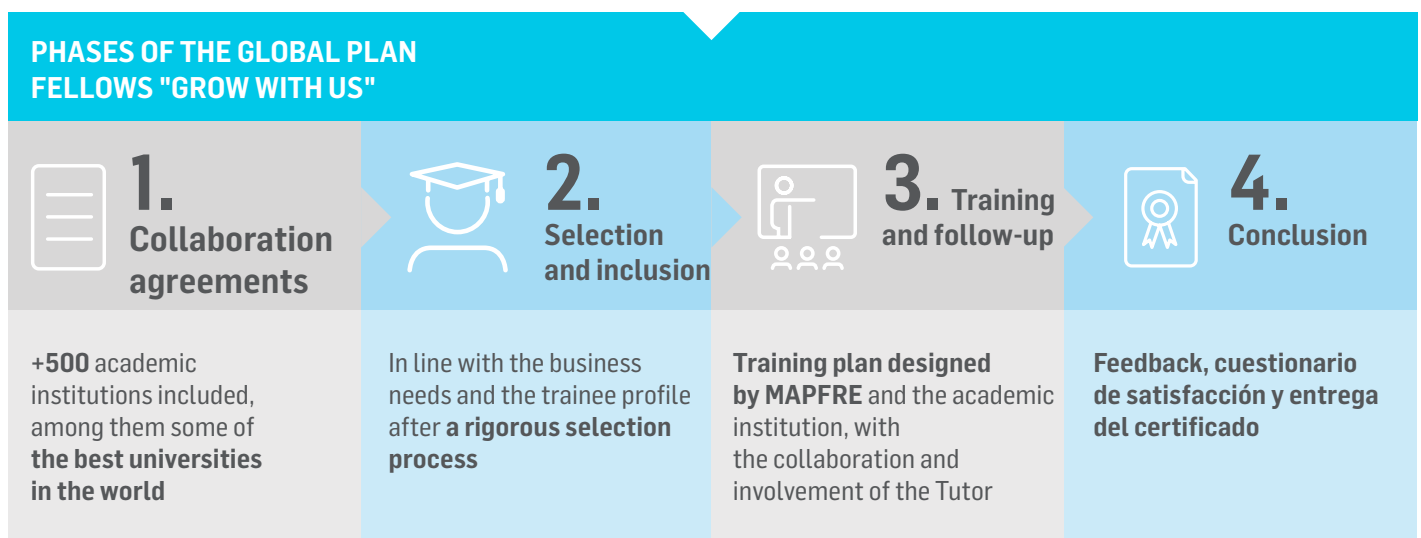 PHASES OF THE GLOBAL PLAN
FELLOWS "GROW WITH US"
1.
Collaboration
agreements
+500 academic
institutions included,
among them some of
the best universities
in the world
2.
Selection
and inclusion
In line with the business
needs and the trainee profile
after a rigorous selection
process
3. Training
and follow-up
Training plan designed
by MAPFRE and the academic
institution, with
the collaboration and
involvement of the Tutor
4.
Conclusion
Feedback, cuestionario
de satisfacción y entrega
del certificado